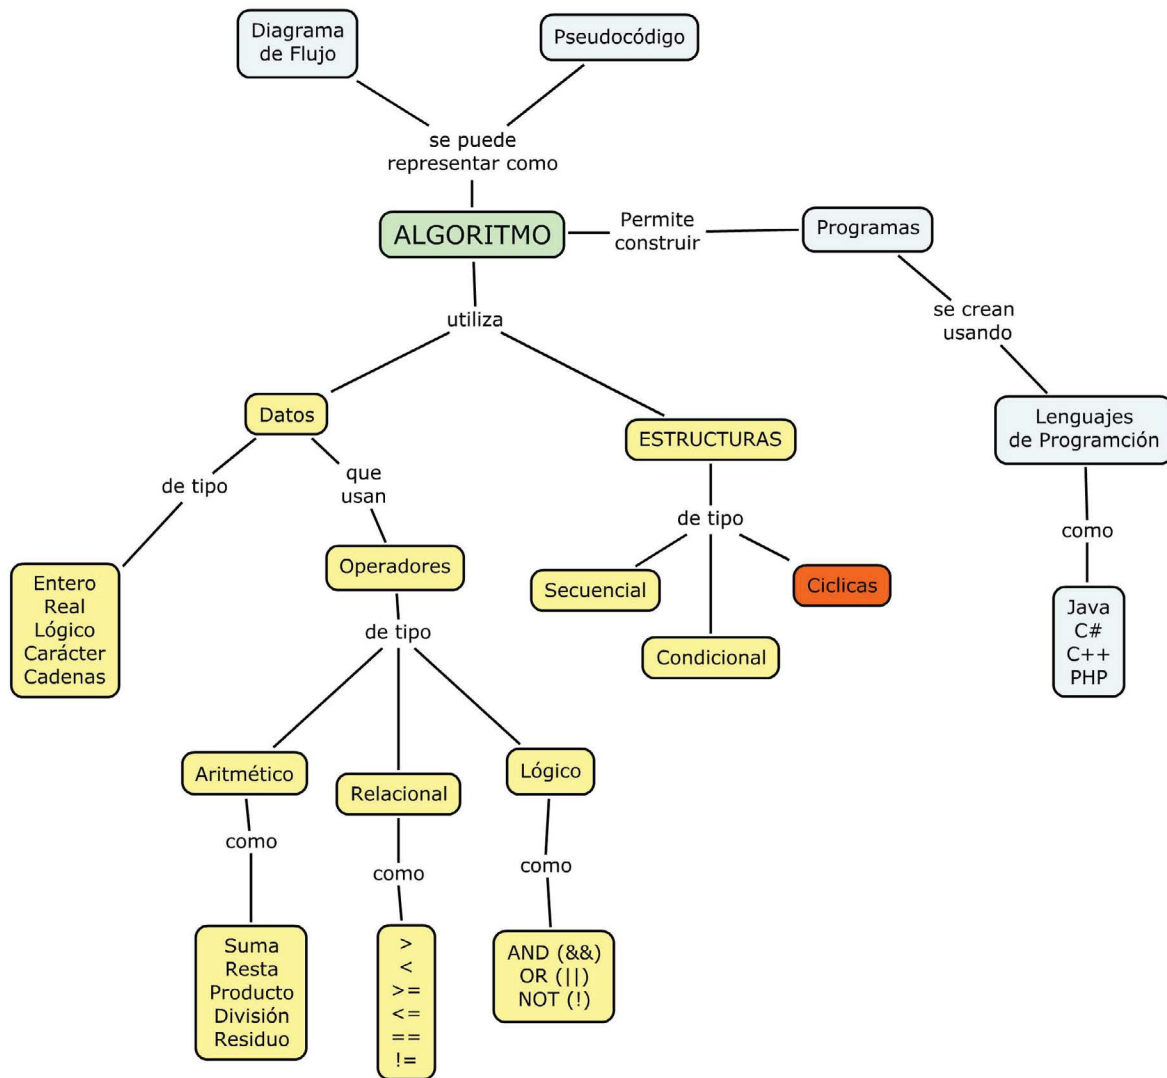 Diagrama
de Flujo
Pseudocódigo
se puede
representar como
ALGORITMO
Permite
construir
Programas
utiliza
se crean
usando
Datos
ESTRUCTURAS
Lenguajes
de Programción
de tipo
que
usan
de tipo
como
Entero
Real
Lógico
Carácter
Cadenas
Operadores
Secuencial
Ciclicas
Condicional
Java
C#
C++
PHP
de tipo
Aritmético
Relacional
Lógico
como
como
como
Suma
Resta
Producto
División
Residuo
>
<
>=
<=
==
!=
AND (&&)
OR (||)
NOT (!)